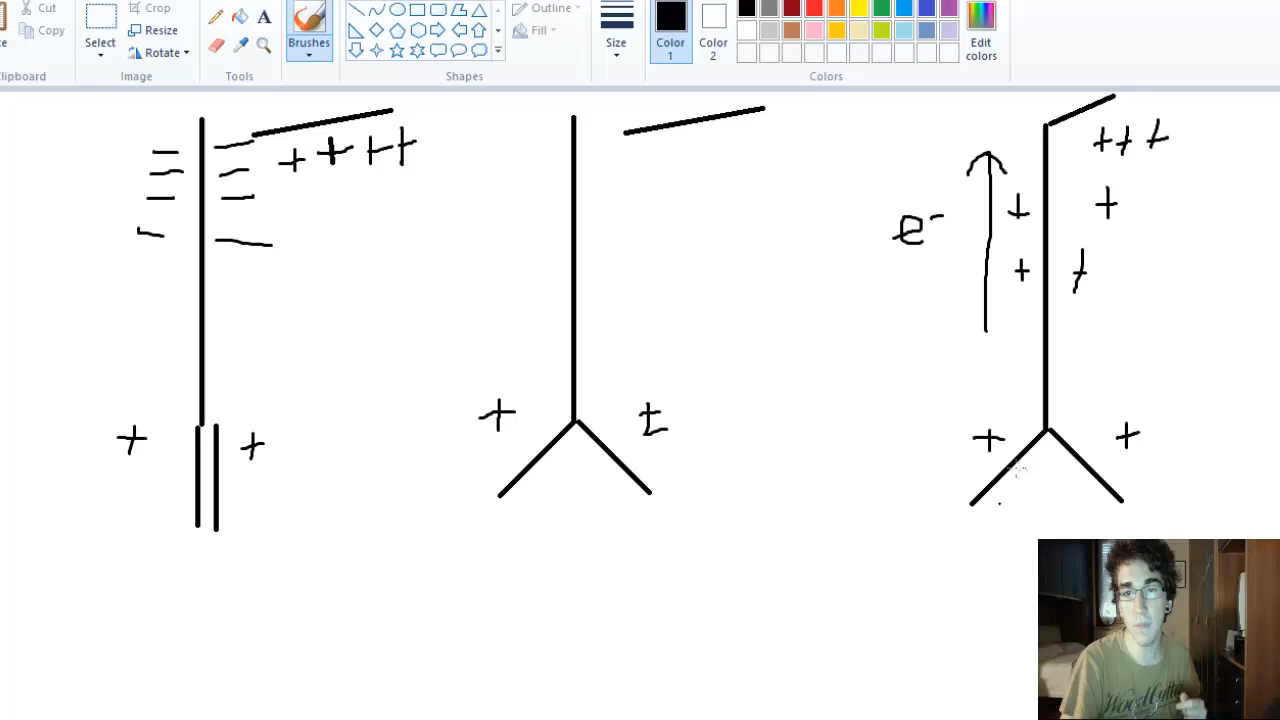 Cut
Copy
Clipboard
Select
Crop
Resize
Rotate
Image
A
Tools
Brushes
Outline
Fill
Shapes
Size
Color 1
Color 2
Edit colors
Colors
+ + + +
+ +
+ +
e-
+++
+ +
+ +
+ +